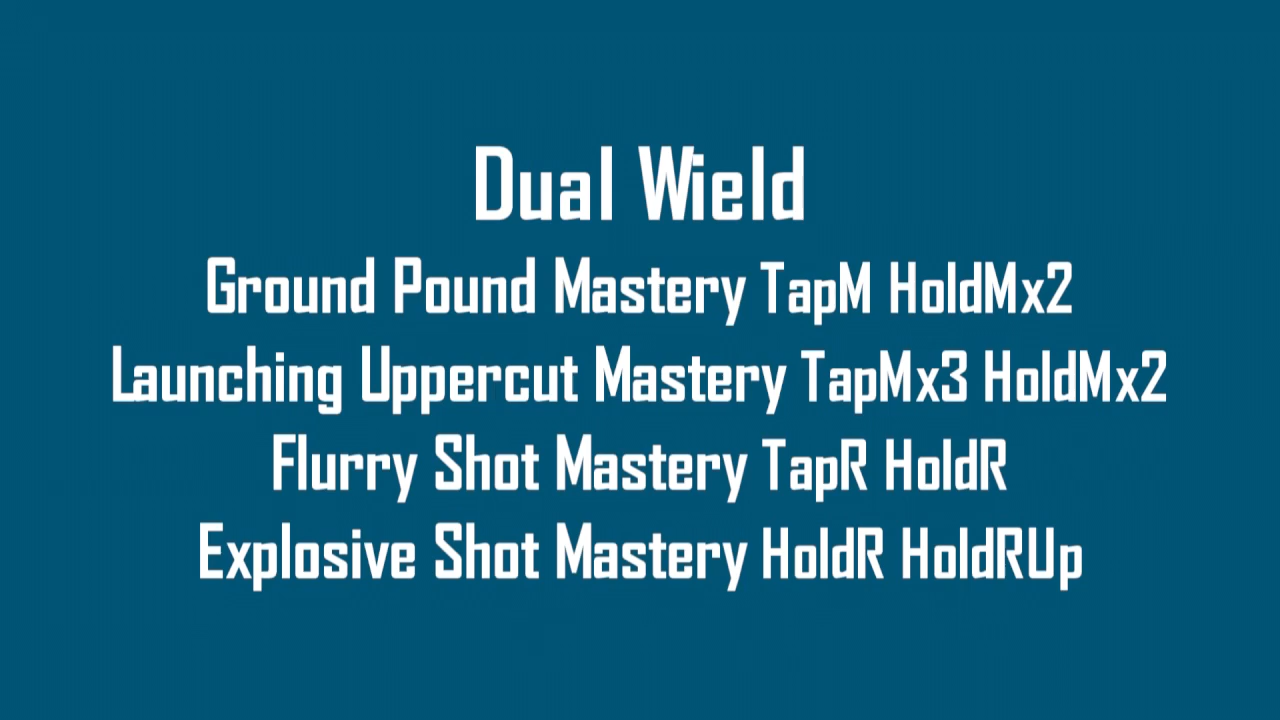 Dual Wield
Ground Pound Mastery TapM HoldMx2
Launching Uppercut Mastery TapMx3 HoldMx2
Flurry Shot Mastery TapR HoldR
Explosive Shot Mastery HoldR HoldRUp